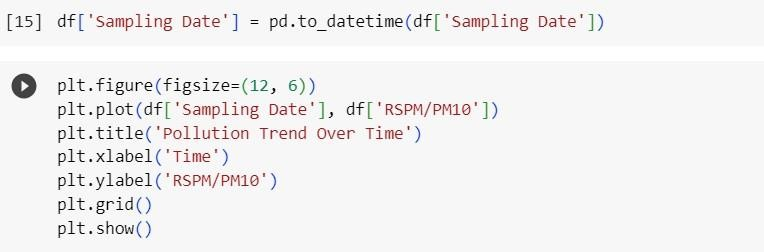 [15] df['Sampling Date'] = pd.to_datetime(df['Sampling Date'])
plt.figure(figsize=(12, 6))
plt.plot(df['Sampling Date'], df['RSPM/PM10'])
plt.title('Pollution Trend Over Time')
plt.xlabel('Time')
plt.ylabel('RSPM/PM10')
plt.grid()
plt.show()